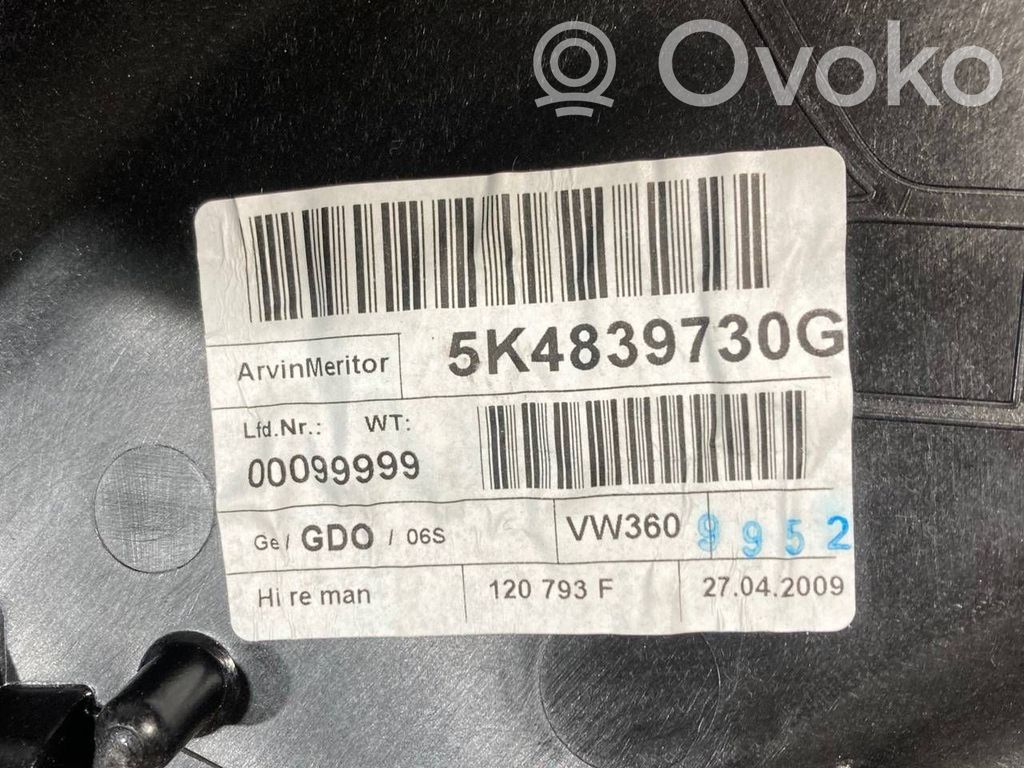 Ovoko
ArvinMeritor 5K4839730G
Lfd.Nr.: WT:
00099999
Ge/ GDO / 06S VW360 9952
Hi re man 120 793 F 27.04.2009